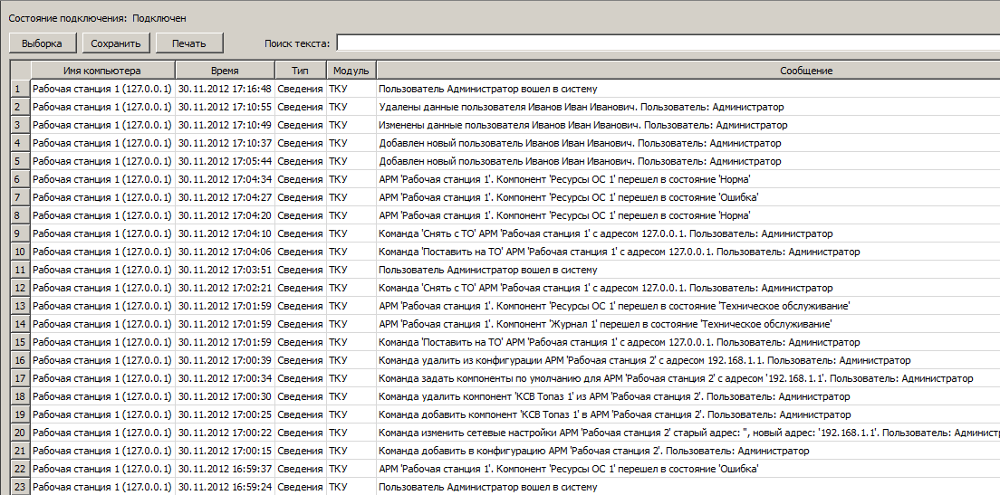 Состояние подключения: Подключен
Выборка Сохранить Печать Поиск текста:
Имя компьютера Время Тип Модуль Сообщение
1 Рабочая станция 1 (127.0.0.1) 30.11.2012 17:16:48 Сведения ТКУ Пользователь Администратор вошел в систему
2 Рабочая станция 1 (127.0.0.1) 30.11.2012 17:10:55 Сведения ТКУ Удалены данные пользователя Иванов Иван Иванович. Пользователь: Администратор
3 Рабочая станция 1 (127.0.0.1) 30.11.2012 17:10:49 Сведения ТКУ Изменены данные пользователя Иванов Иван Иванович. Пользователь: Администратор
4 Рабочая станция 1 (127.0.0.1) 30.11.2012 17:10:37 Сведения ТКУ Добавлен новый пользователь Иванов Иван Иванович. Пользователь: Администратор
5 Рабочая станция 1 (127.0.0.1) 30.11.2012 17:05:44 Сведения ТКУ Добавлен новый пользователь Иванов Иван Иванович. Пользователь: Администратор
6 Рабочая станция 1 (127.0.0.1) 30.11.2012 17:04:34 Сведения ТКУ АРМ 'Рабочая станция 1'. Компонент 'Ресурсы ОС 1' перешел в состояние 'Норма'
7 Рабочая станция 1 (127.0.0.1) 30.11.2012 17:04:27 Сведения ТКУ АРМ 'Рабочая станция 1'. Компонент 'Ресурсы ОС 1' перешел в состояние 'Ошибка'
8 Рабочая станция 1 (127.0.0.1) 30.11.2012 17:04:20 Сведения ТКУ АРМ 'Рабочая станция 1'. Компонент 'Ресурсы ОС 1' перешел в состояние 'Норма'
9 Рабочая станция 1 (127.0.0.1) 30.11.2012 17:04:10 Сведения ТКУ Команда 'Снять с ТО' АРМ 'Рабочая станция 1' с адресом 127.0.0.1. Пользователь: Администратор
10 Рабочая станция 1 (127.0.0.1) 30.11.2012 17:04:06 Сведения ТКУ Команда 'Поставить на ТО' АРМ 'Рабочая станция 1' с адресом 127.0.0.1. Пользователь: Администратор
11 Рабочая станция 1 (127.0.0.1) 30.11.2012 17:03:51 Сведения ТКУ Пользователь Администратор вошел в систему
12 Рабочая станция 1 (127.0.0.1) 30.11.2012 17:02:21 Сведения ТКУ Команда 'Снять с ТО' АРМ 'Рабочая станция 1' с адресом 127.0.0.1. Пользователь: Администратор
13 Рабочая станция 1 (127.0.0.1) 30.11.2012 17:01:59 Сведения ТКУ АРМ 'Рабочая станция 1'. Компонент 'Ресурсы ОС 1' перешел в состояние 'Техническое обслуживание'
14 Рабочая станция 1 (127.0.0.1) 30.11.2012 17:01:59 Сведения ТКУ АРМ 'Рабочая станция 1'. Компонент 'Журнал 1' перешел в состояние 'Техническое обслуживание'
15 Рабочая станция 1 (127.0.0.1) 30.11.2012 17:01:59 Сведения ТКУ Команда 'Поставить на ТО' АРМ 'Рабочая станция 1' с адресом 127.0.0.1. Пользователь: Администратор
16 Рабочая станция 1 (127.0.0.1) 30.11.2012 17:00:39 Сведения ТКУ Команда удалить из конфигурации АРМ 'Рабочая станция 2' с адресом 192.168.1.1. Пользователь: Администратор
17 Рабочая станция 1 (127.0.0.1) 30.11.2012 17:00:34 Сведения ТКУ Команда задать компоненты по умолчанию для АРМ 'Рабочая станция 2' с адресом '192.168.1.1'. Пользователь: Администратор
18 Рабочая станция 1 (127.0.0.1) 30.11.2012 17:00:30 Сведения ТКУ Команда удалить компонент 'КСВ Топаз 1' из АРМ 'Рабочая станция 2'. Пользователь: Администратор
19 Рабочая станция 1 (127.0.0.1) 30.11.2012 17:00:25 Сведения ТКУ Команда добавить компонент 'КСВ Топаз 1' в АРМ 'Рабочая станция 2'. Пользователь: Администратор
20 Рабочая станция 1 (127.0.0.1) 30.11.2012 17:00:22 Сведения ТКУ Команда изменить сетевые настройки АРМ 'Рабочая станция 2' старый адрес: '', новый адрес: '192.168.1.1'. Пользователь: Админист
21 Рабочая станция 1 (127.0.0.1) 30.11.2012 17:00:15 Сведения ТКУ Команда добавить в конфигурацию АРМ 'Рабочая станция 2'. Пользователь: Администратор
22 Рабочая станция 1 (127.0.0.1) 30.11.2012 16:59:37 Сведения ТКУ АРМ 'Рабочая станция 1'. Компонент 'Ресурсы ОС 1' перешел в состояние 'Ошибка'
23 Рабочая станция 1 (127.0.0.1) 30.11.2012 16:59:24 Сведения ТКУ Пользователь Администратор вошел в систему